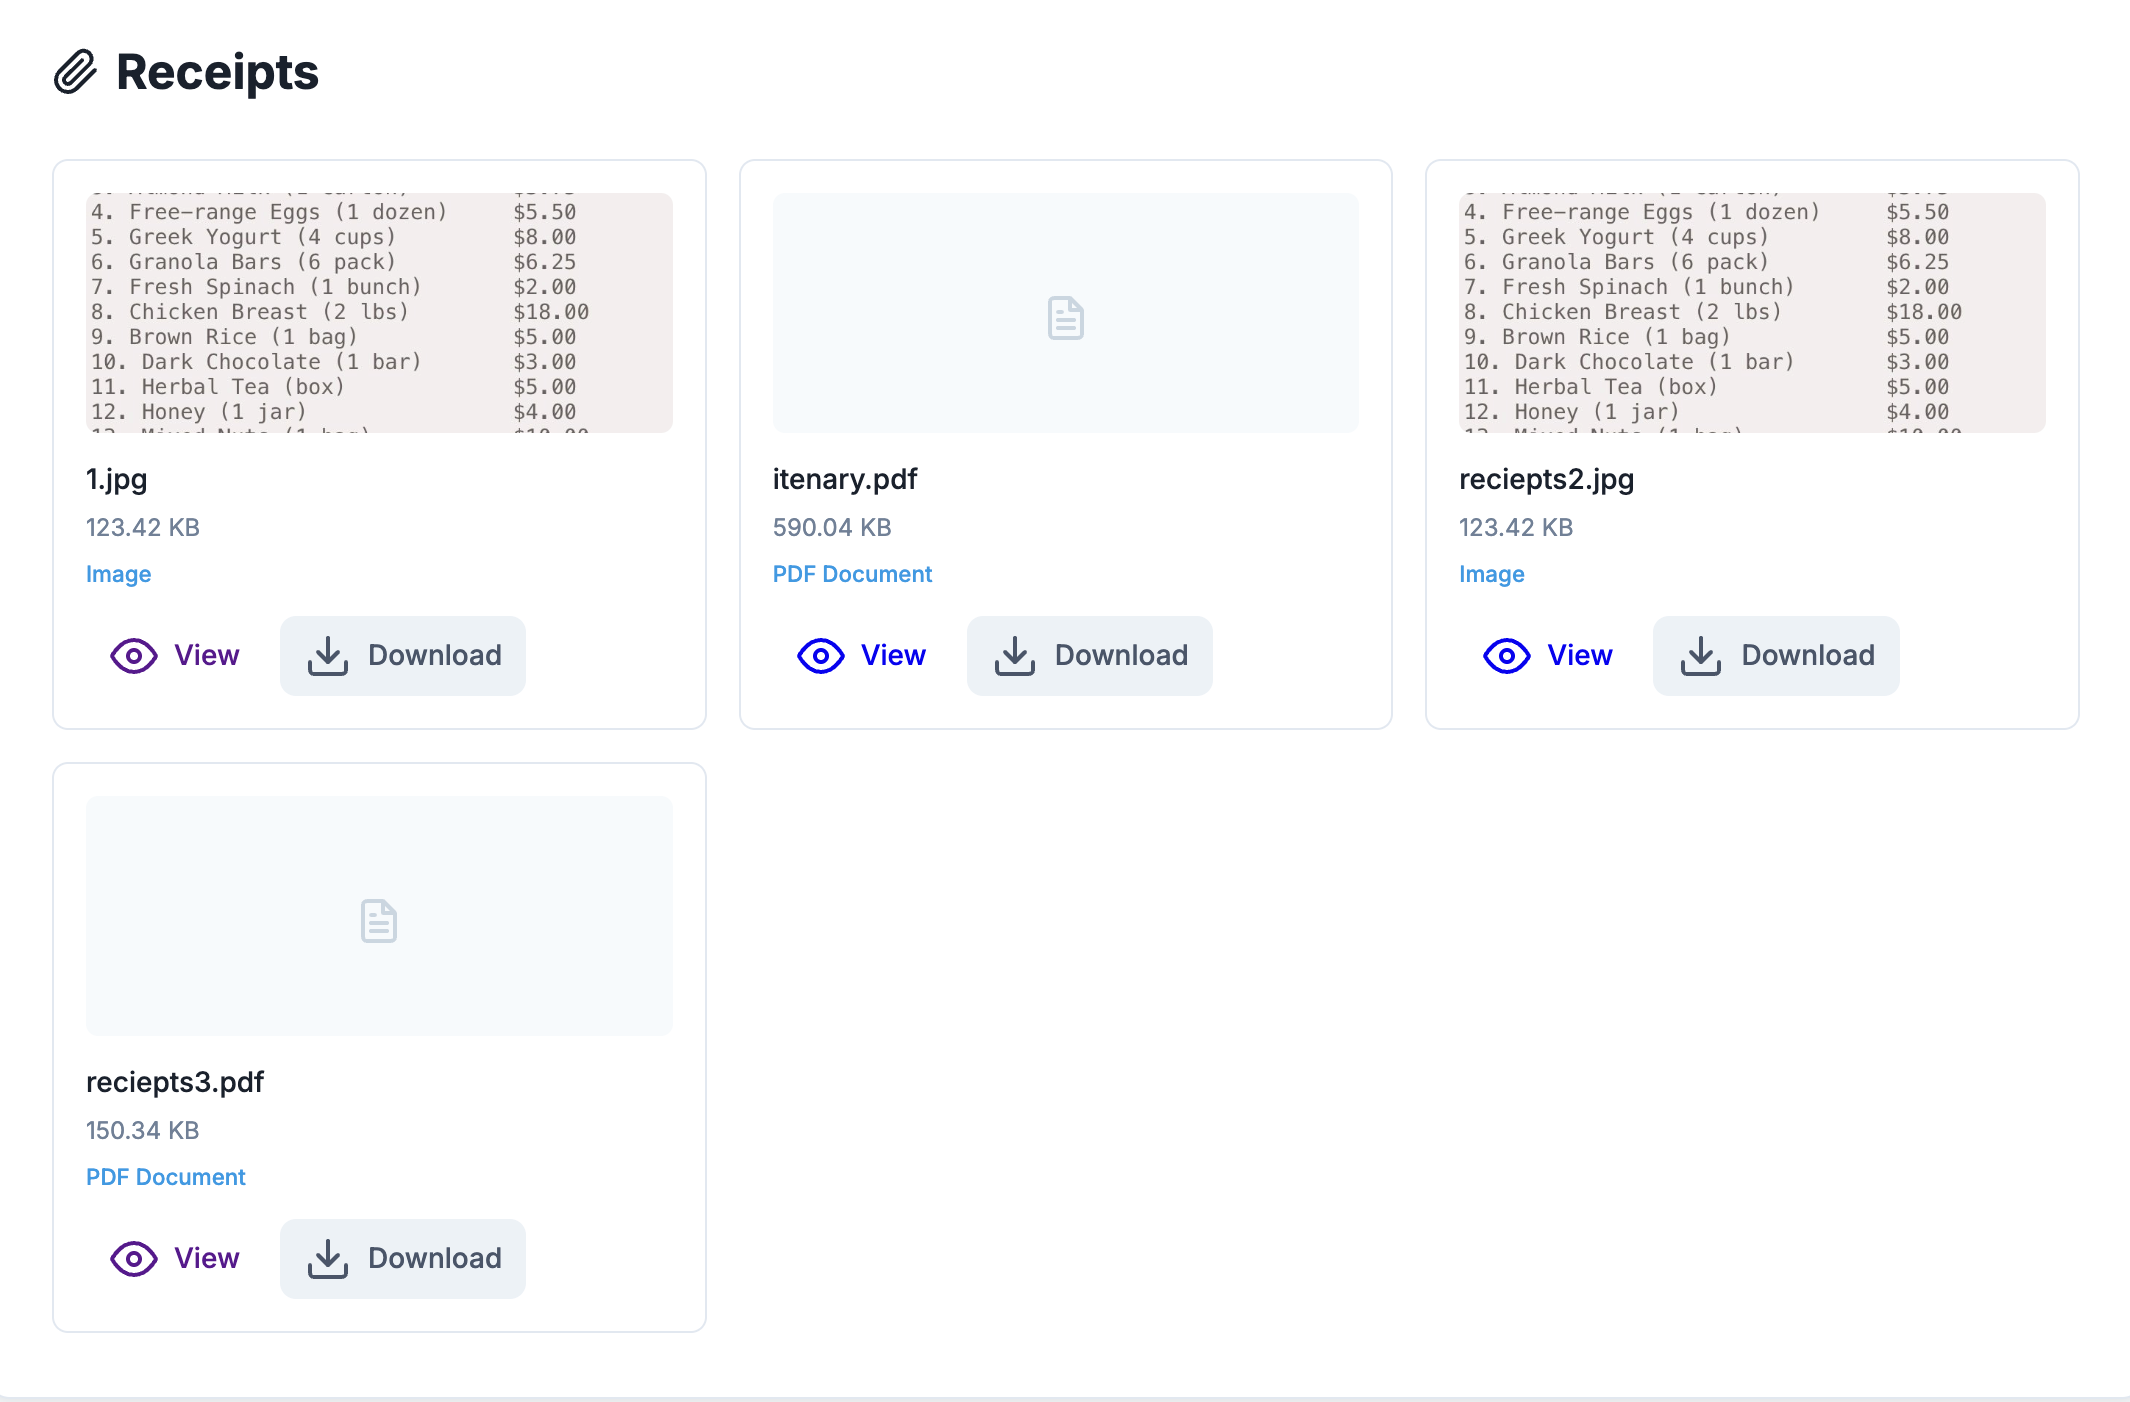 Receipts
4. Free-range Eggs (1 dozen) $5.50
5. Greek Yogurt (4 cups) $8.00
6. Granola Bars (6 pack) $6.25
7. Fresh Spinach (1 bunch) $2.00
8. Chicken Breast (2 lbs) $18.00
9. Brown Rice (1 bag) $5.00
10. Dark Chocolate (1 bar) $3.00
11. Herbal Tea (box) $5.00
12. Honey (1 jar) $4.00
1.jpg
123.42 KB
Image
View
Download
itenary.pdf
590.04 KB
PDF Document
View
Download
4. Free-range Eggs (1 dozen) $5.50
5. Greek Yogurt (4 cups) $8.00
6. Granola Bars (6 pack) $6.25
7. Fresh Spinach (1 bunch) $2.00
8. Chicken Breast (2 lbs) $18.00
9. Brown Rice (1 bag) $5.00
10. Dark Chocolate (1 bar) $3.00
11. Herbal Tea (box) $5.00
12. Honey (1 jar) $4.00
reciepts2.jpg
123.42 KB
Image
View
Download
reciepts3.pdf
150.34 KB
PDF Document
View
Download